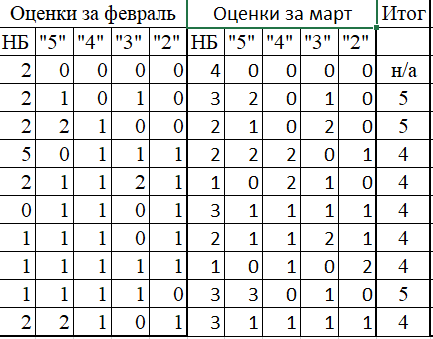 Оценки за февраль Оценки за март Итог
НБ "5" "4" "3" "2" НБ "5" "4" "3" "2"
2 0 0 0 0 4 0 0 0 0 н/а
2 1 0 1 0 3 2 0 1 0 5
2 2 1 0 0 2 1 0 2 0 5
5 0 1 1 1 2 2 2 0 1 4
2 1 1 2 1 1 0 2 1 0 4
0 1 1 0 1 3 1 1 1 1 4
1 1 1 0 1 2 1 1 2 1 4
1 1 1 1 1 1 0 1 0 2 4
1 1 1 1 0 3 3 0 1 0 5
2 2 1 0 1 3 1 1 1 1 4